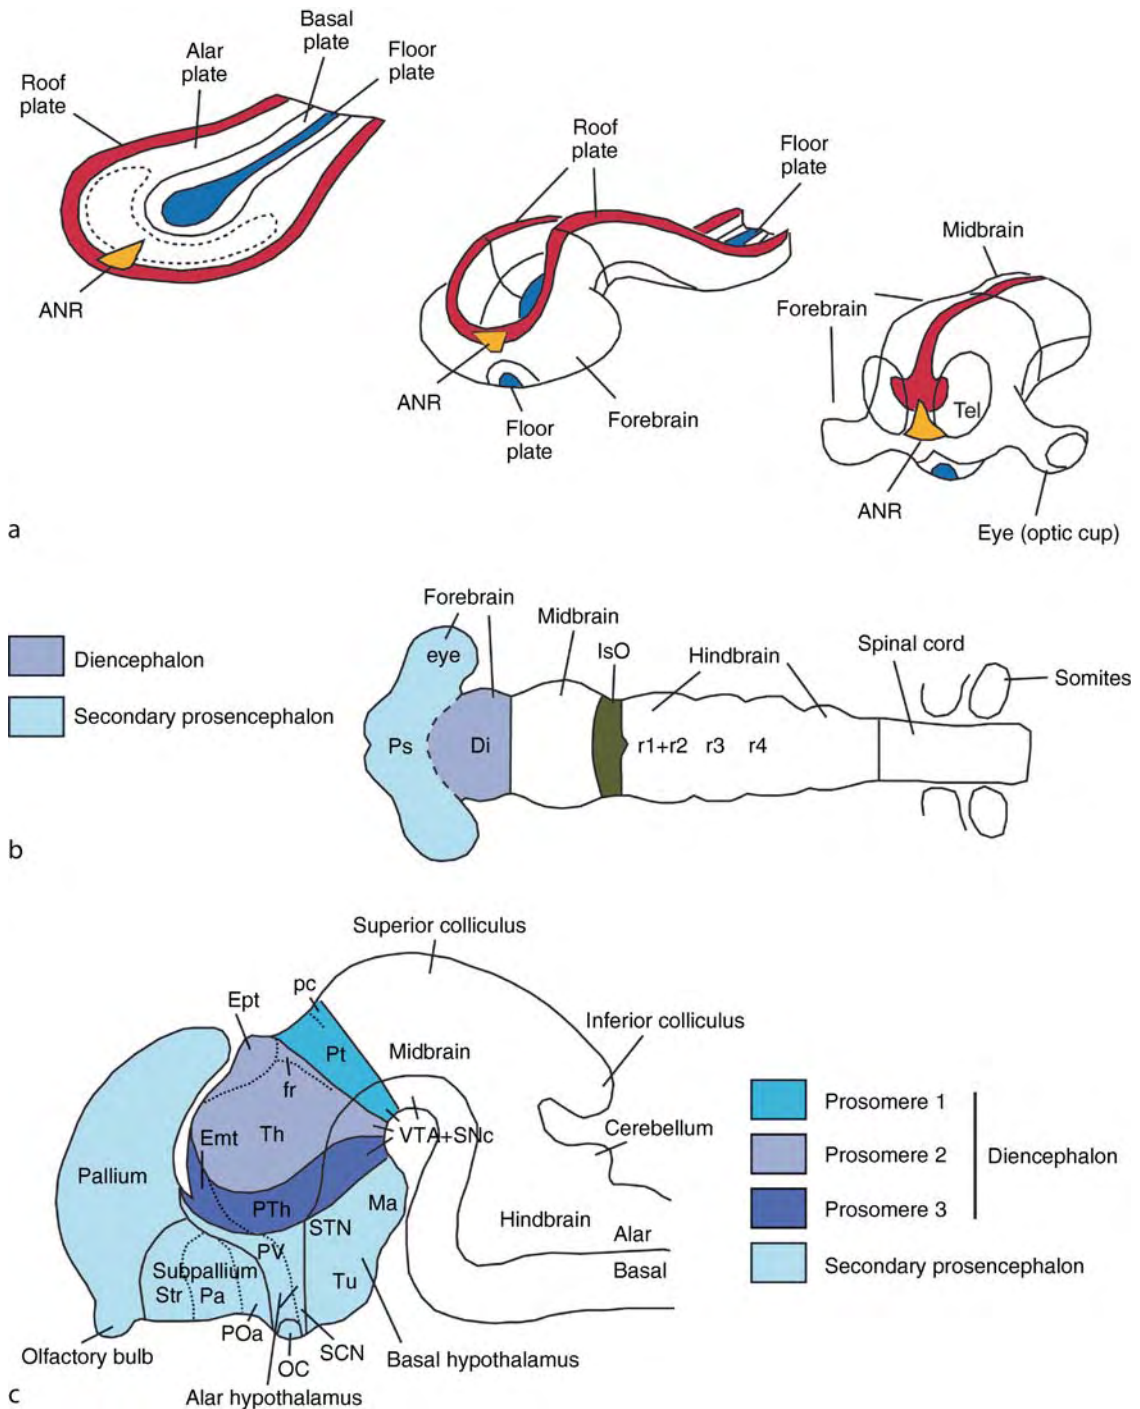 Basal
plate
Alar
plate
Floor
plate
Roof
plate
ANR
Roof
plate
Floor
plate
ANR
Floor
plate
Forebrain
Midbrain
Forebrain
Tel
ANR
Eye (optic cup)
a
Diencephalon
Secondary prosencephalon
Forebrain
Midbrain
eye
IsO
Hindbrain
Spinal cord
Somites
Ps
Di
r1+r2
r3
r4
b
Superior colliculus
pc
Ept
Inferior colliculus
Pt
Midbrain
fr
Emt
Th
VTA+SNc
Cerebellum
Pallium
PTh
Ma
STN
Hindbrain
Alar
PV
Basal
Subpallium
Str
Pa
Tu
POa
SCN
Olfactory bulb
OC
Basal hypothalamus
Alar hypothalamus
Prosomere 1
Prosomere 2
Diencephalon
Prosomere 3
Secondary prosencephalon
c